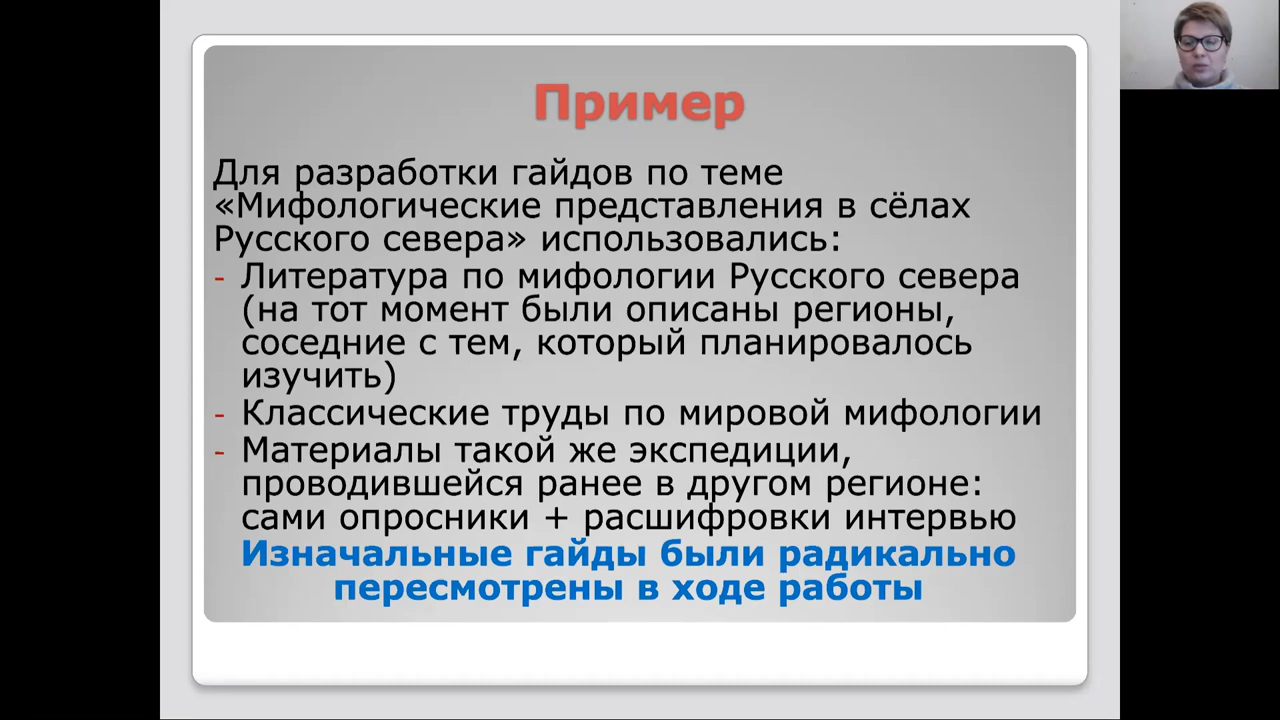 Пример
Для разработки гайдов по теме
«Мифологические представления в сёлах
Русского севера» использовались:
- Литература по мифологии Русского севера
(на тот момент были описаны регионы,
соседние с тем, который планировалось
изучить)
- Классические труды по мировой мифологии
- Материалы такой же экспедиции,
проводившейся ранее в другом регионе:
сами опросники + расшифровки интервью
Изначальные гайды были радикально
пересмотрены в ходе работы